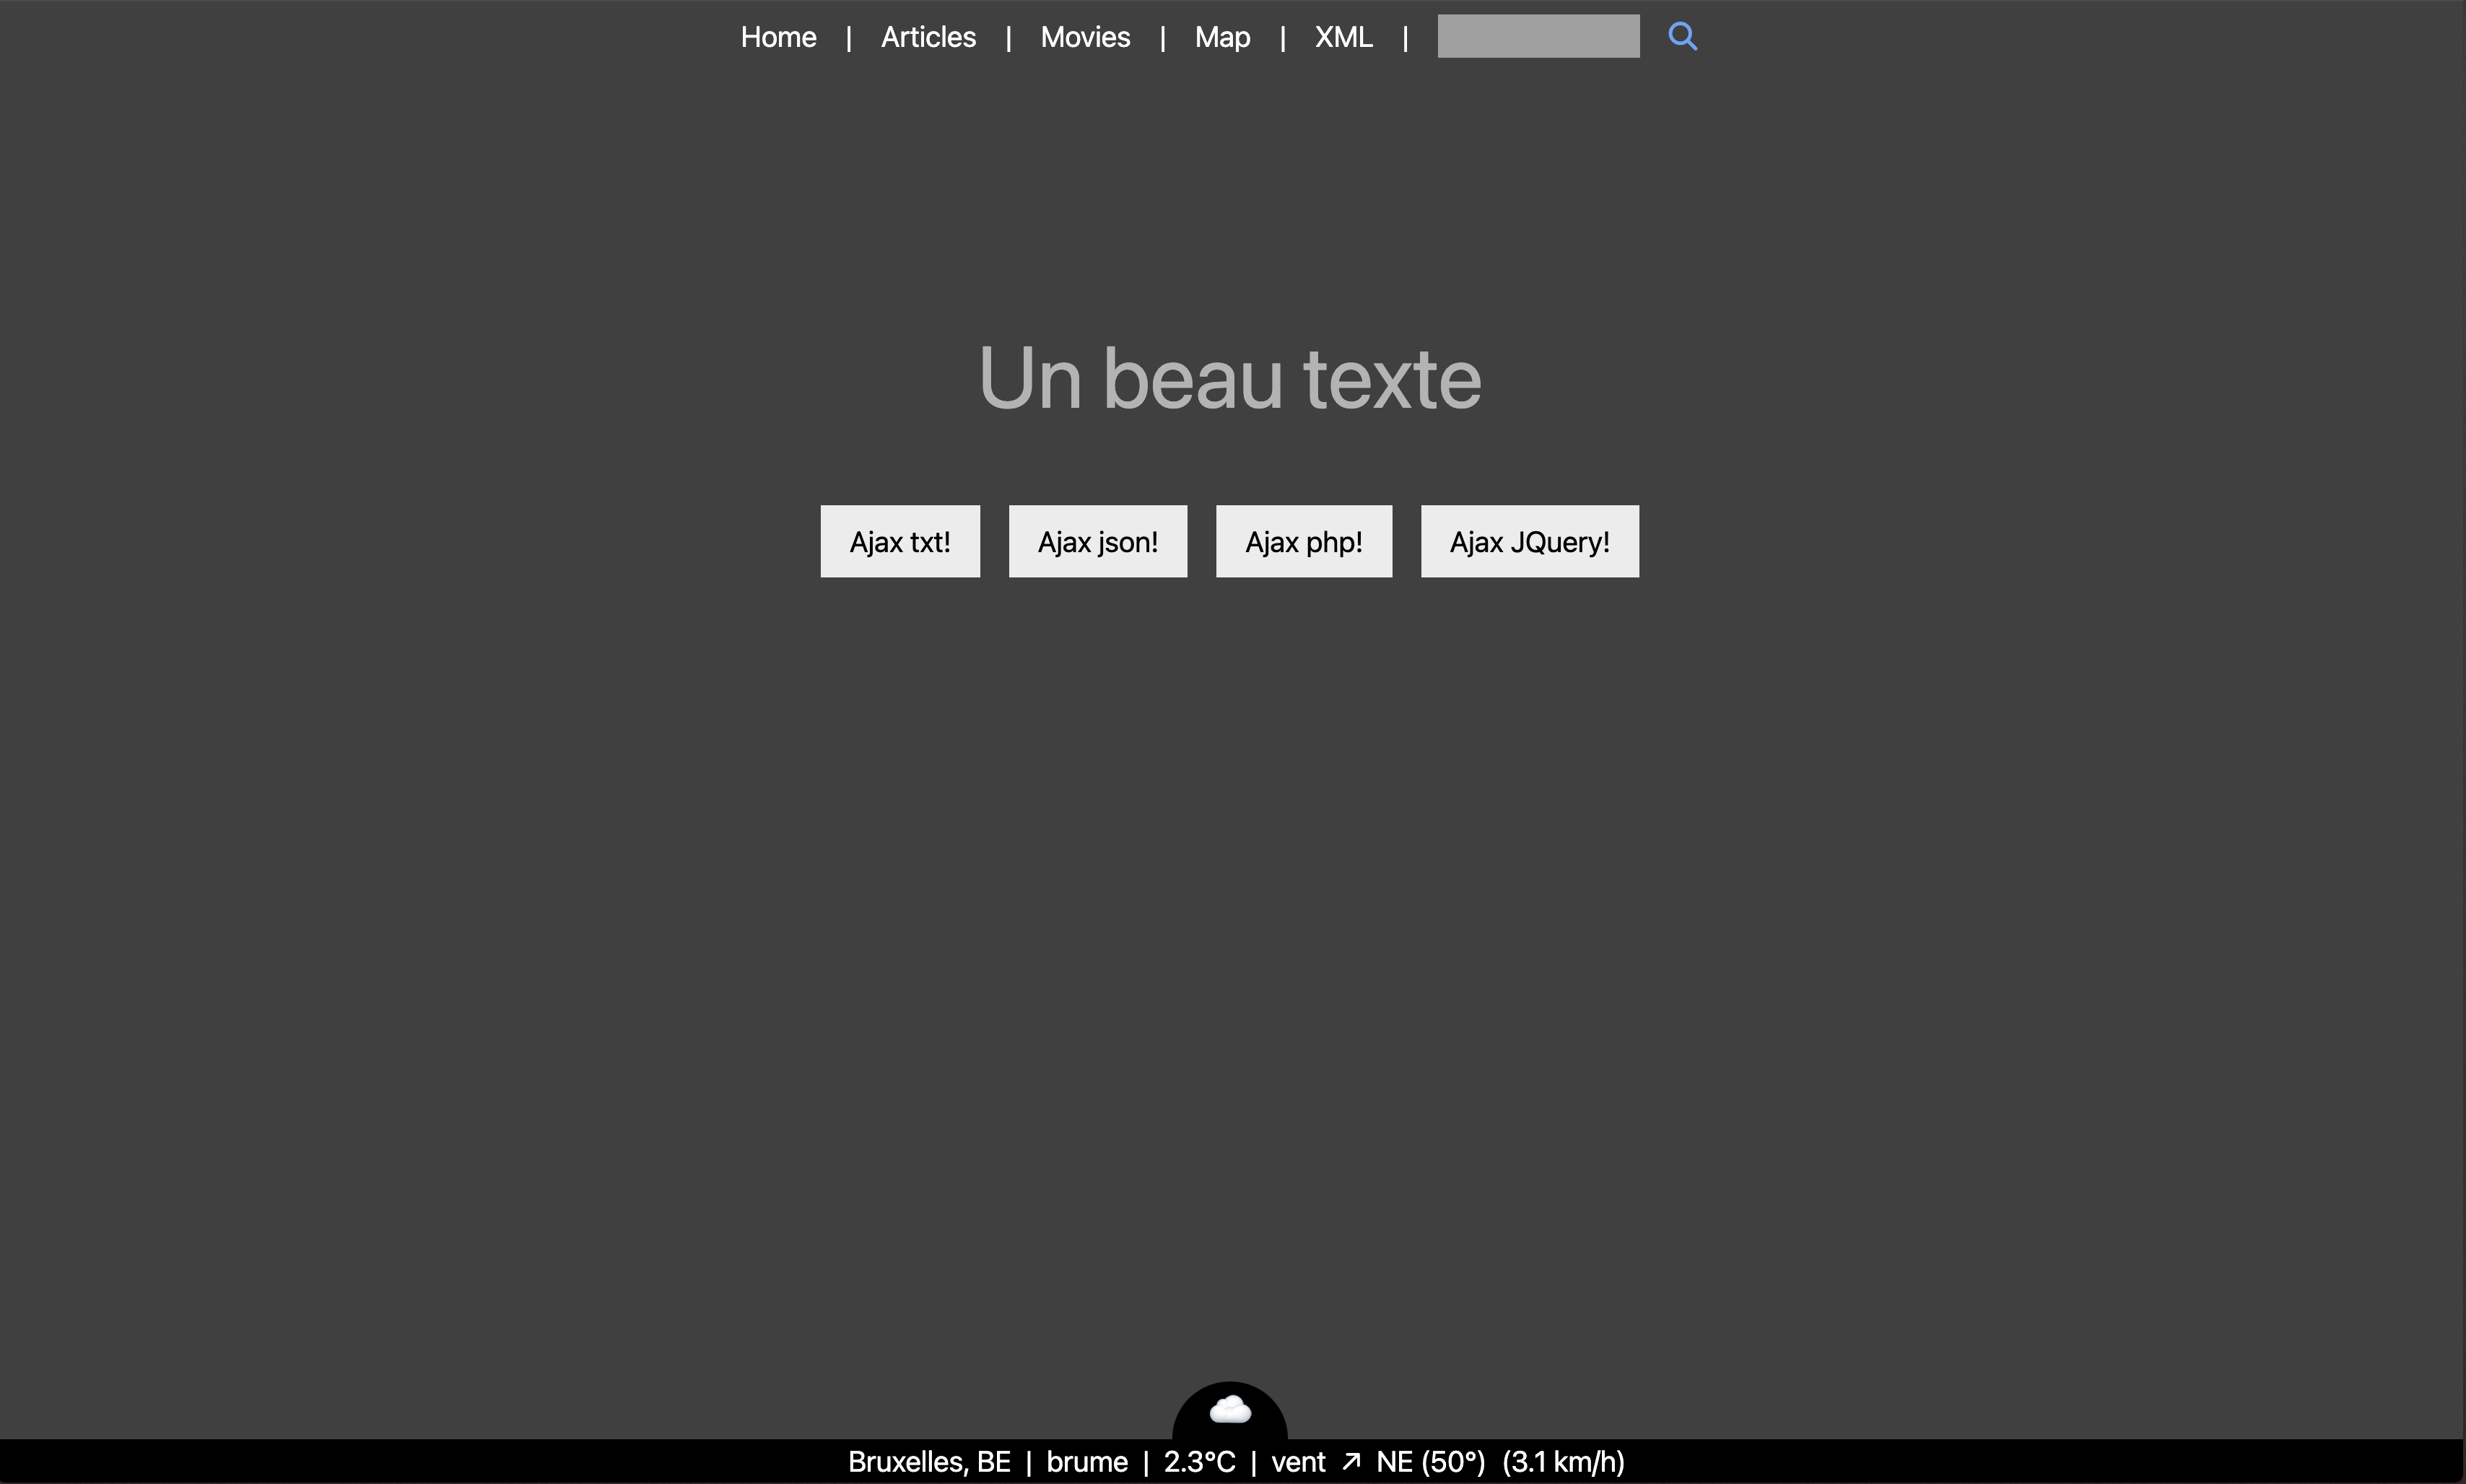 Home | Articles | Movies | Map | XML |
Un beau texte
Ajax txt! Ajax json! Ajax php! Ajax JQuery!
Bruxelles, BE | brume | 2.3°C | vent ↗ NE (50°) (3.1 km/h)